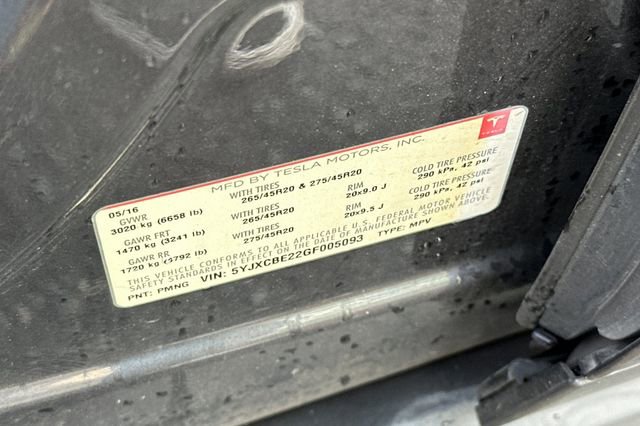 MFD BY TESLA MOTORS, INC.
TESLA
05/16 WITH TIRES RIM COLD TIRE PRESSURE
GVWR 265/45R20 & 275/45R20 20x9.0 J 290 kPa, 42 psi
3020 kg (6658 lb) WITH TIRES RIM COLD TIRE PRESSURE
GAWR FRT 265/45R20 20x9.0 J 290 kPa, 42 psi
1470 kg (3241 lb) WITH TIRES
GAWR RR 275/45R20 20x9.5 J
1720 kg (3792 lb)
THIS VEHICLE CONFORMS TO ALL APPLICABLE U.S. FEDERAL MOTOR VEHICLE
SAFETY STANDARDS IN EFFECT ON THE DATE OF MANUFACTURE SHOWN ABOVE.
PNT: PMNG VIN: 5YJXCBE22GF005093 TYPE: MPV